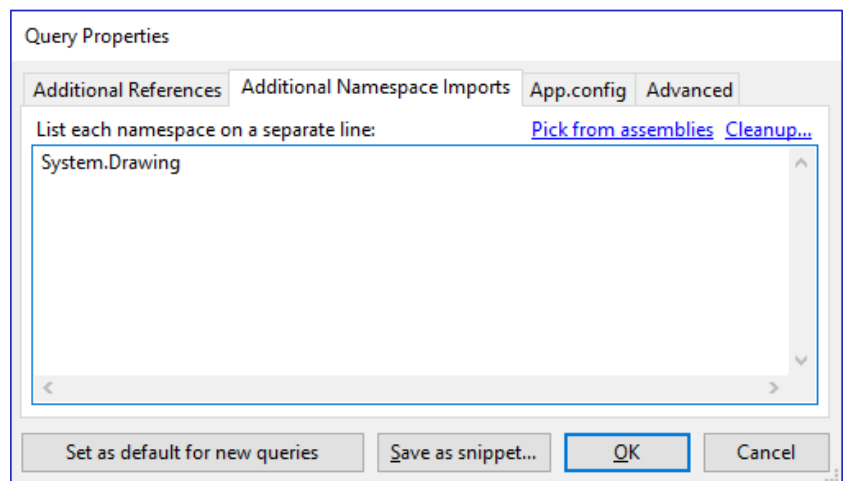 Query Properties
Additional References Additional Namespace Imports App.config Advanced
List each namespace on a separate line: Pick from assemblies Cleanup...
System.Drawing
Set as default for new queries Save as snippet... OK Cancel